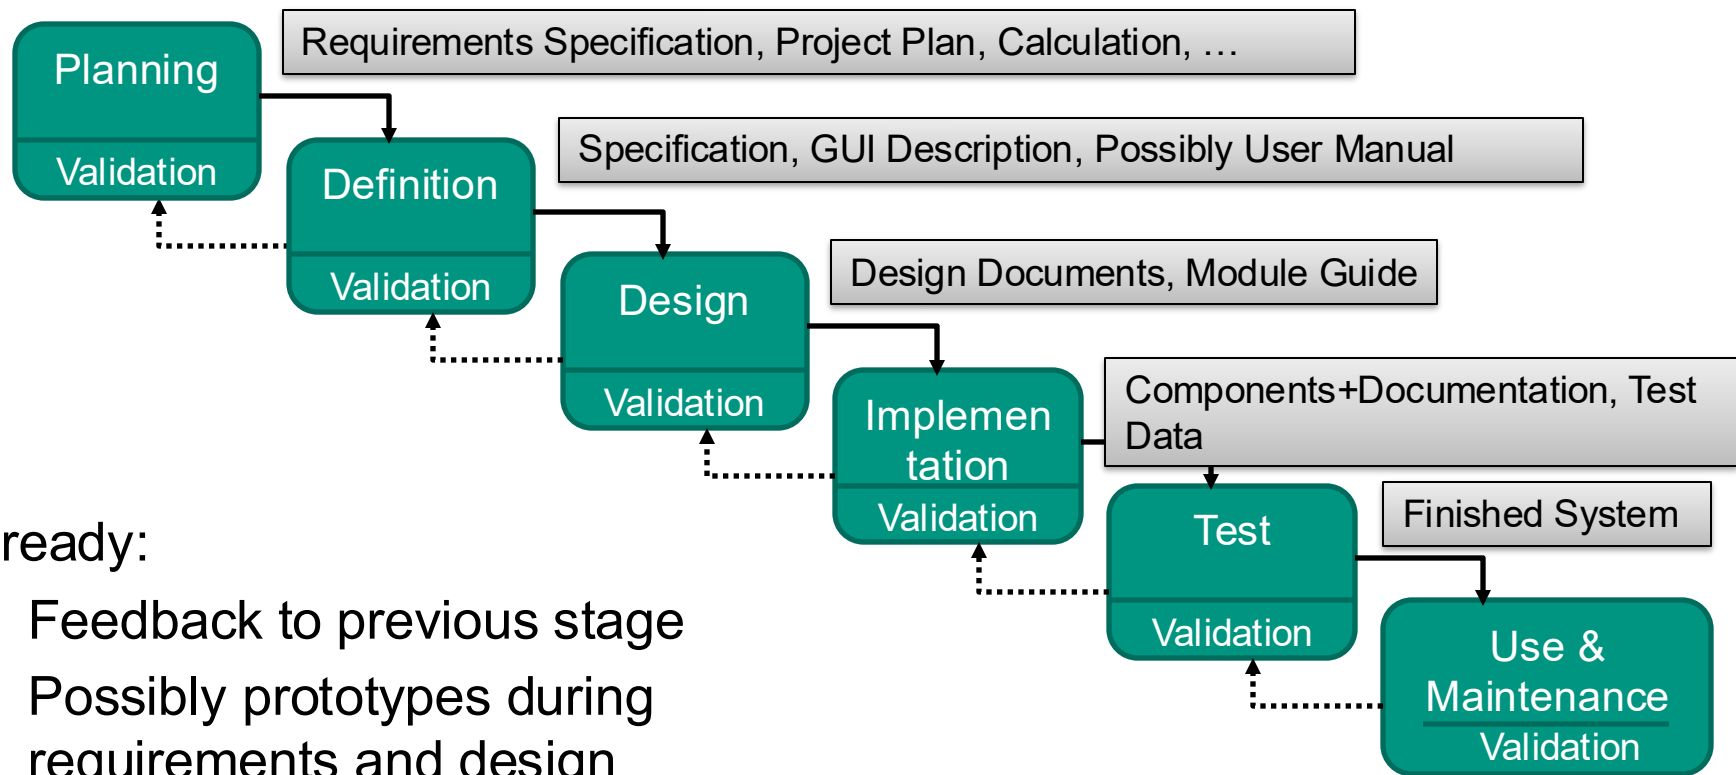 Planning
Validation
Requirements Specification, Project Plan, Calculation, …
Definition
Validation
Specification, GUI Description, Possibly User Manual
Design
Validation
Design Documents, Module Guide
Implemen
tation
Validation
Components+Documentation, Test
Data
Test
Validation
Finished System
Use &
Maintenance
Validation
ready:
Feedback to previous stage
Possibly prototypes during
requirements and design